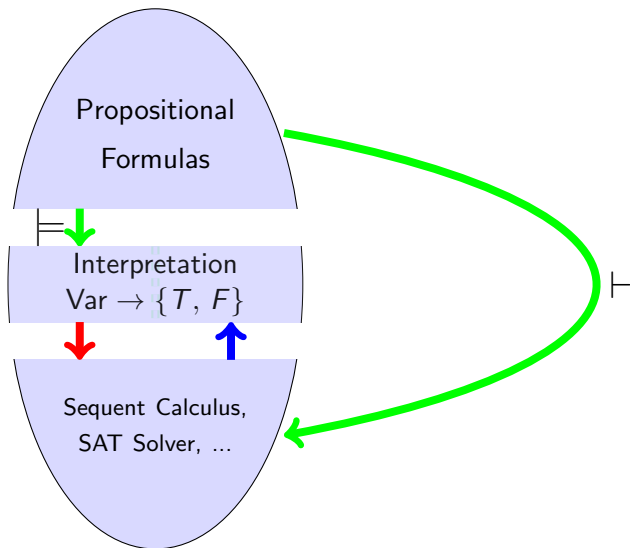 Propositional
Formulas
⊨
Interpretation
Var → {T, F}
⊢
Sequent Calculus,
SAT Solver, ...